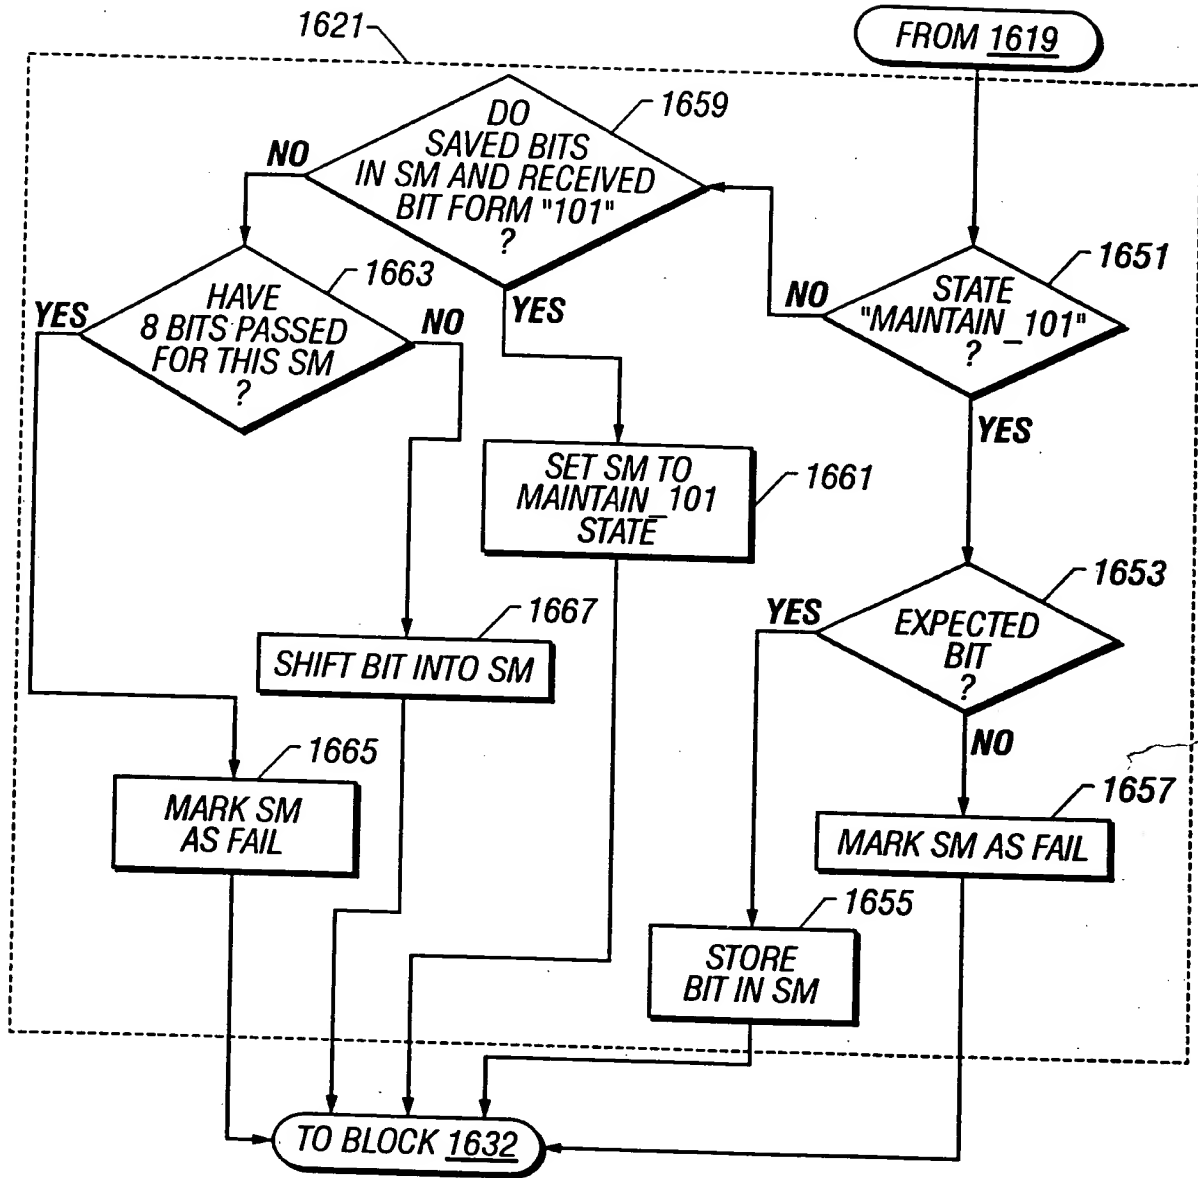 1621
FROM 1619
1659
DO
SAVED BITS
IN SM AND RECEIVED
BIT FORM "101"
?
NO
YES
1651
STATE
"MAINTAIN_101"
?
NO
YES
1663
HAVE
8 BITS PASSED
FOR THIS SM
?
YES
NO
SET SM TO
MAINTAIN_101
STATE
1661
1653
EXPECTED
BIT
?
YES
NO
1667
SHIFT BIT INTO SM
1665
MARK SM
AS FAIL
1657
MARK SM AS FAIL
1655
STORE
BIT IN SM
TO BLOCK 1632